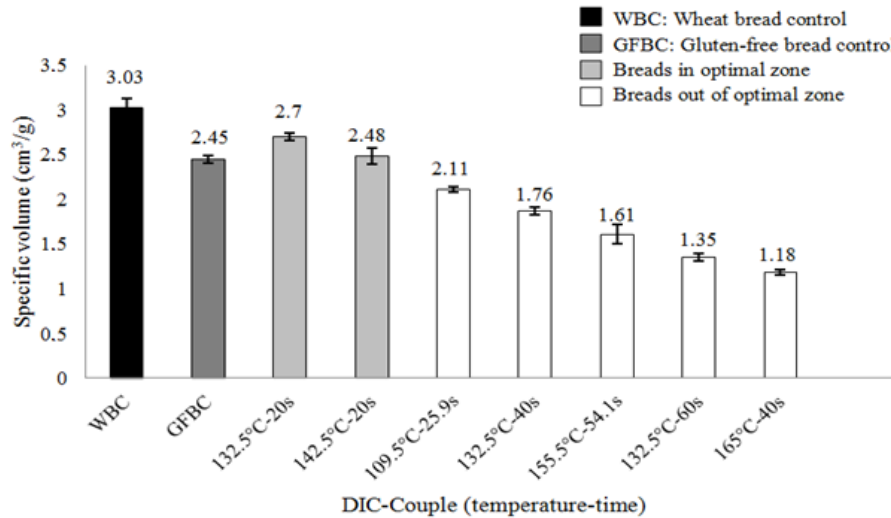 WBC: Wheat bread control
GFBC: Gluten-free bread control
Breads in optimal zone
Breads out of optimal zone
Specific volume (cm³/g)
3.5
3
2.5
2
1.5
1
0.5
0
3.03
2.45
2.7
2.48
2.11
1.76
1.61
1.35
1.18
WBC
GFBC
132.5°C-20s
142.5°C-20s
109.5°C-25.9s
132.5°C-40s
155.5°C-54.1s
132.5°C-60s
165°C-40s
DIC-Couple (temperature-time)